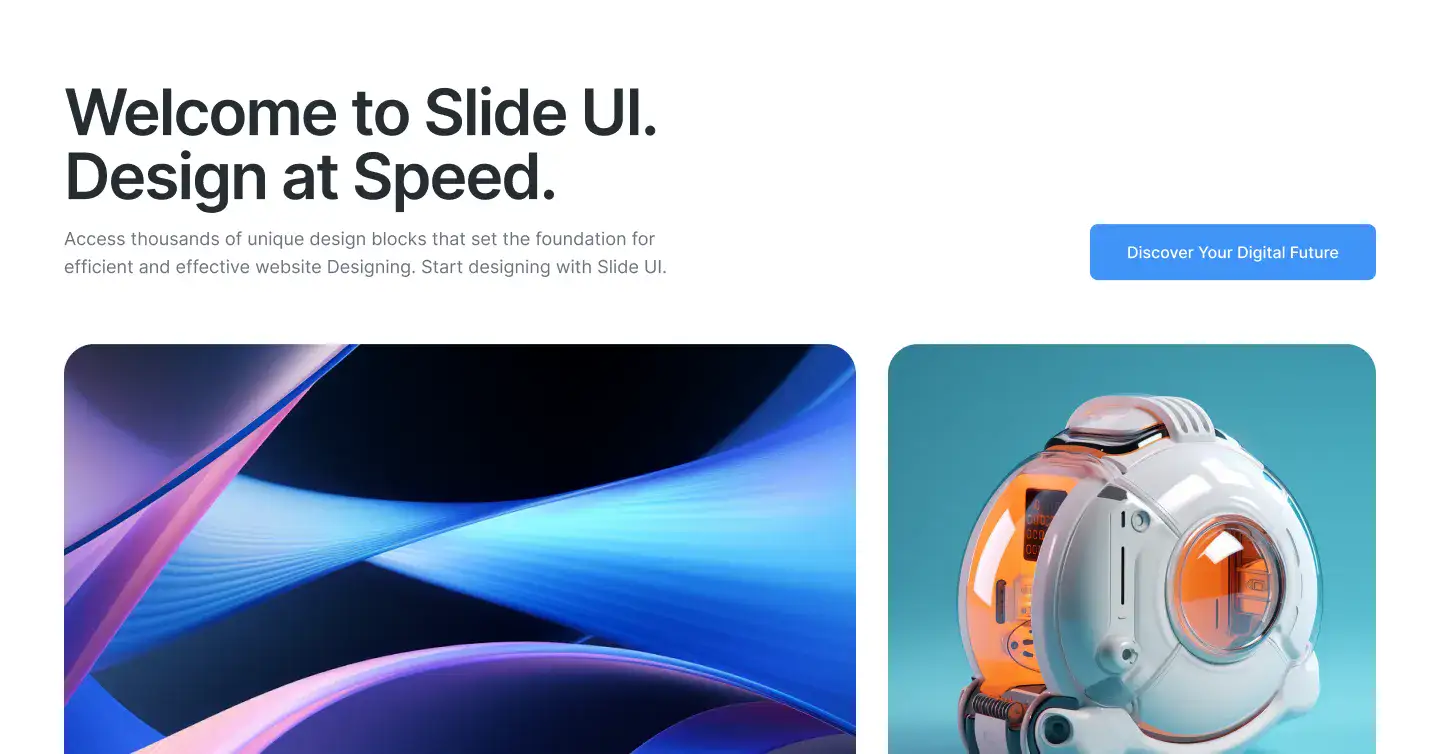 Welcome to Slide UI.
Design at Speed.
Access thousands of unique design blocks that set the foundation for
efficient and effective website Designing. Start designing with Slide UI.
Discover Your Digital Future